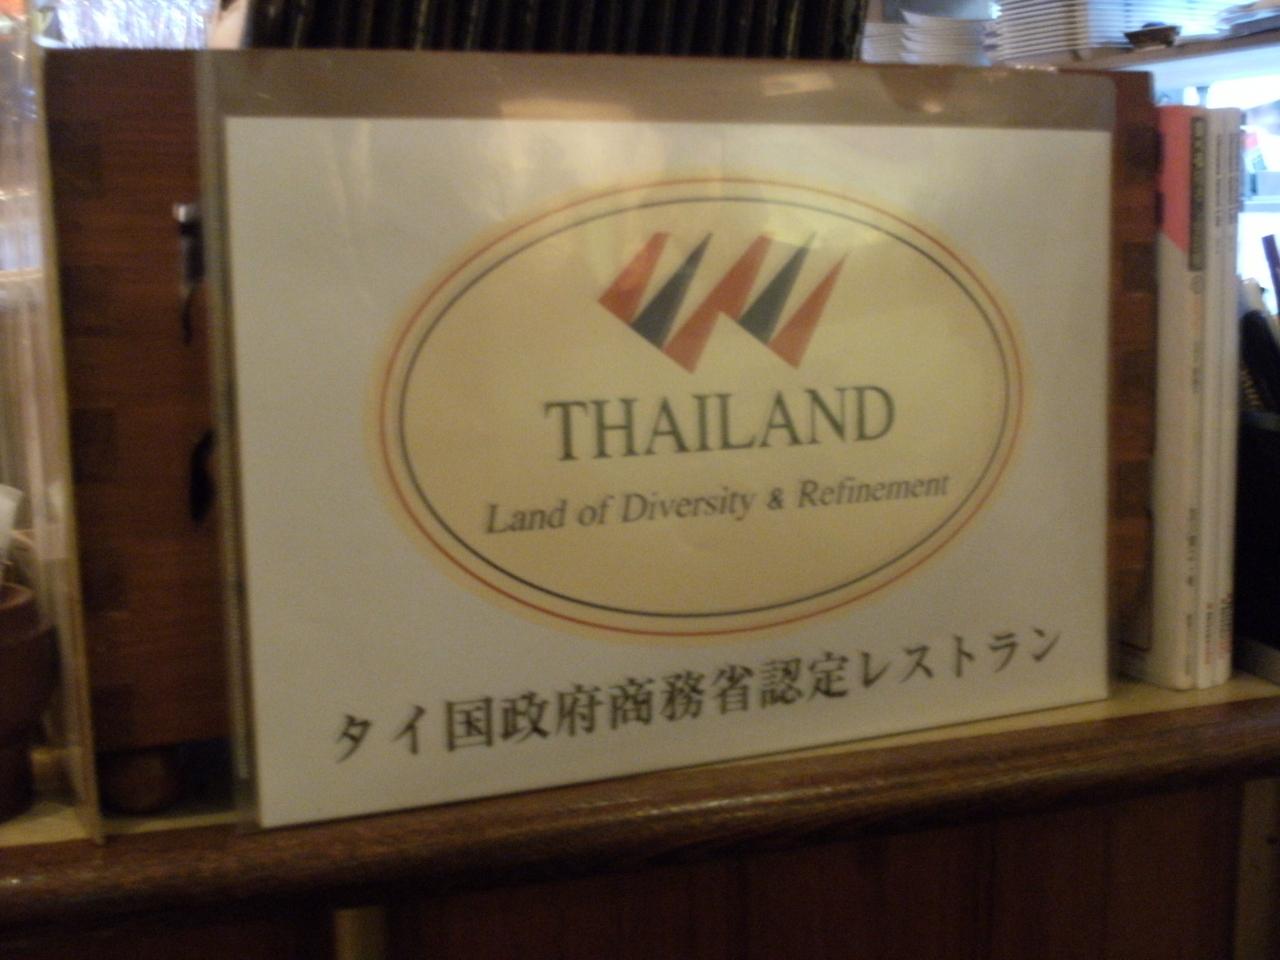 THAILAND
Land of Diversity & Refinement
タイ国政府商務省認定レストラン